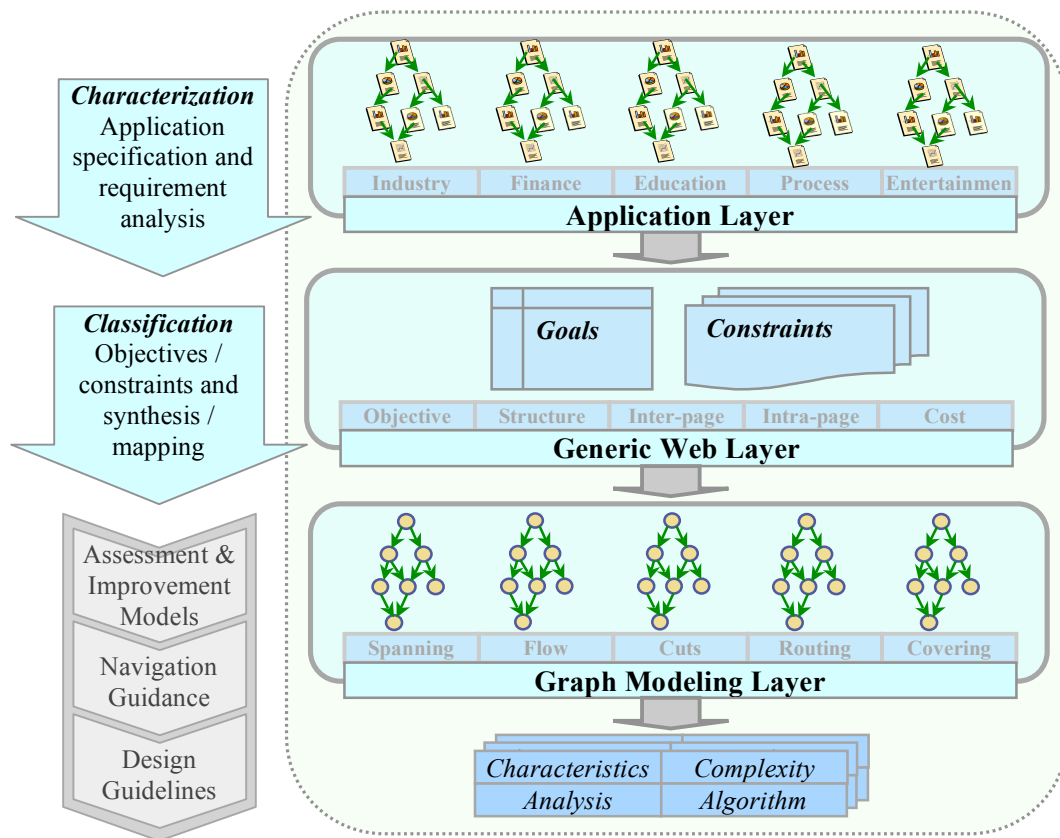 Characterization
Application
specification and
requirement
analysis
Industry
Finance
Education
Process
Entertainmen
Application Layer
Classification
Objectives /
constraints and
synthesis /
mapping
Goals
Constraints
Objective
Structure
Inter-page
Intra-page
Cost
Generic Web Layer
Assessment &
Improvement
Models
Navigation
Guidance
Design
Guidelines
Spanning
Flow
Cuts
Routing
Covering
Graph Modeling Layer
Characteristics
Complexity
Analysis
Algorithm